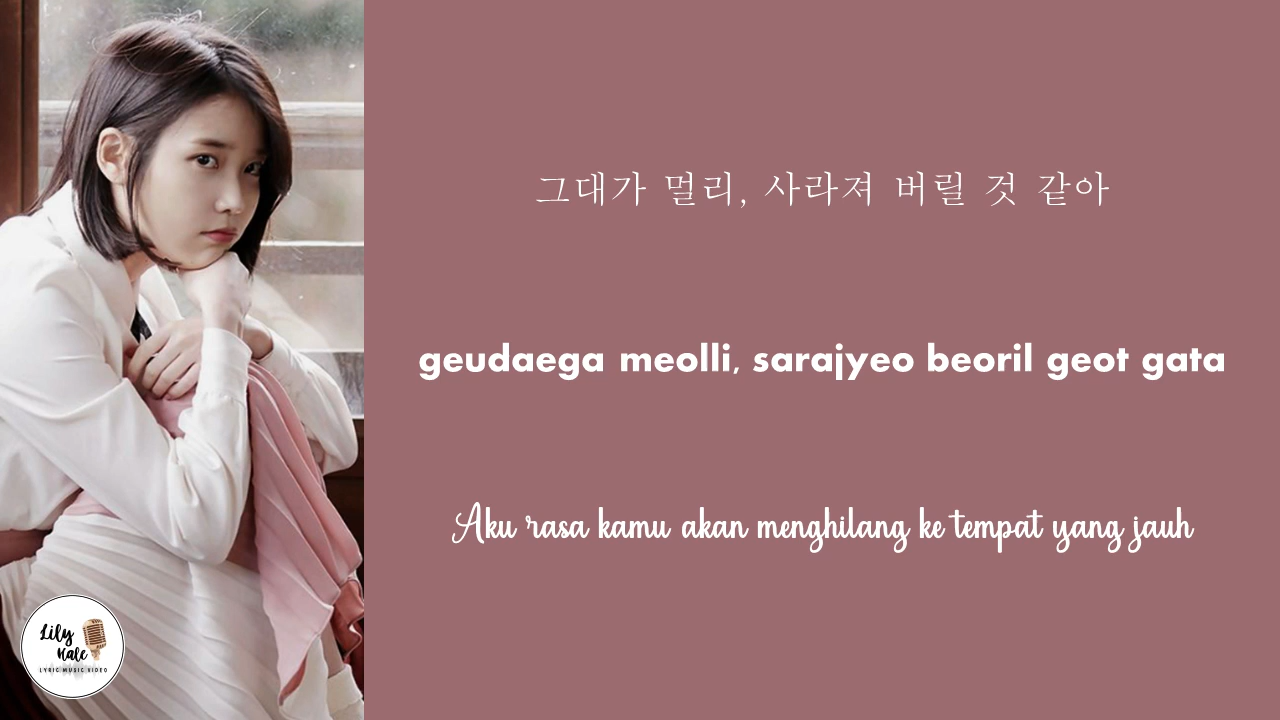 그대가 멀리, 사라져 버릴 것 같아
geudaega meolli, sarajyeo beoril geot gata
Aku rasa kamu akan menghilang ke tempat yang jauh
Lily
Kale
LYRIC MUSIC VIDEO